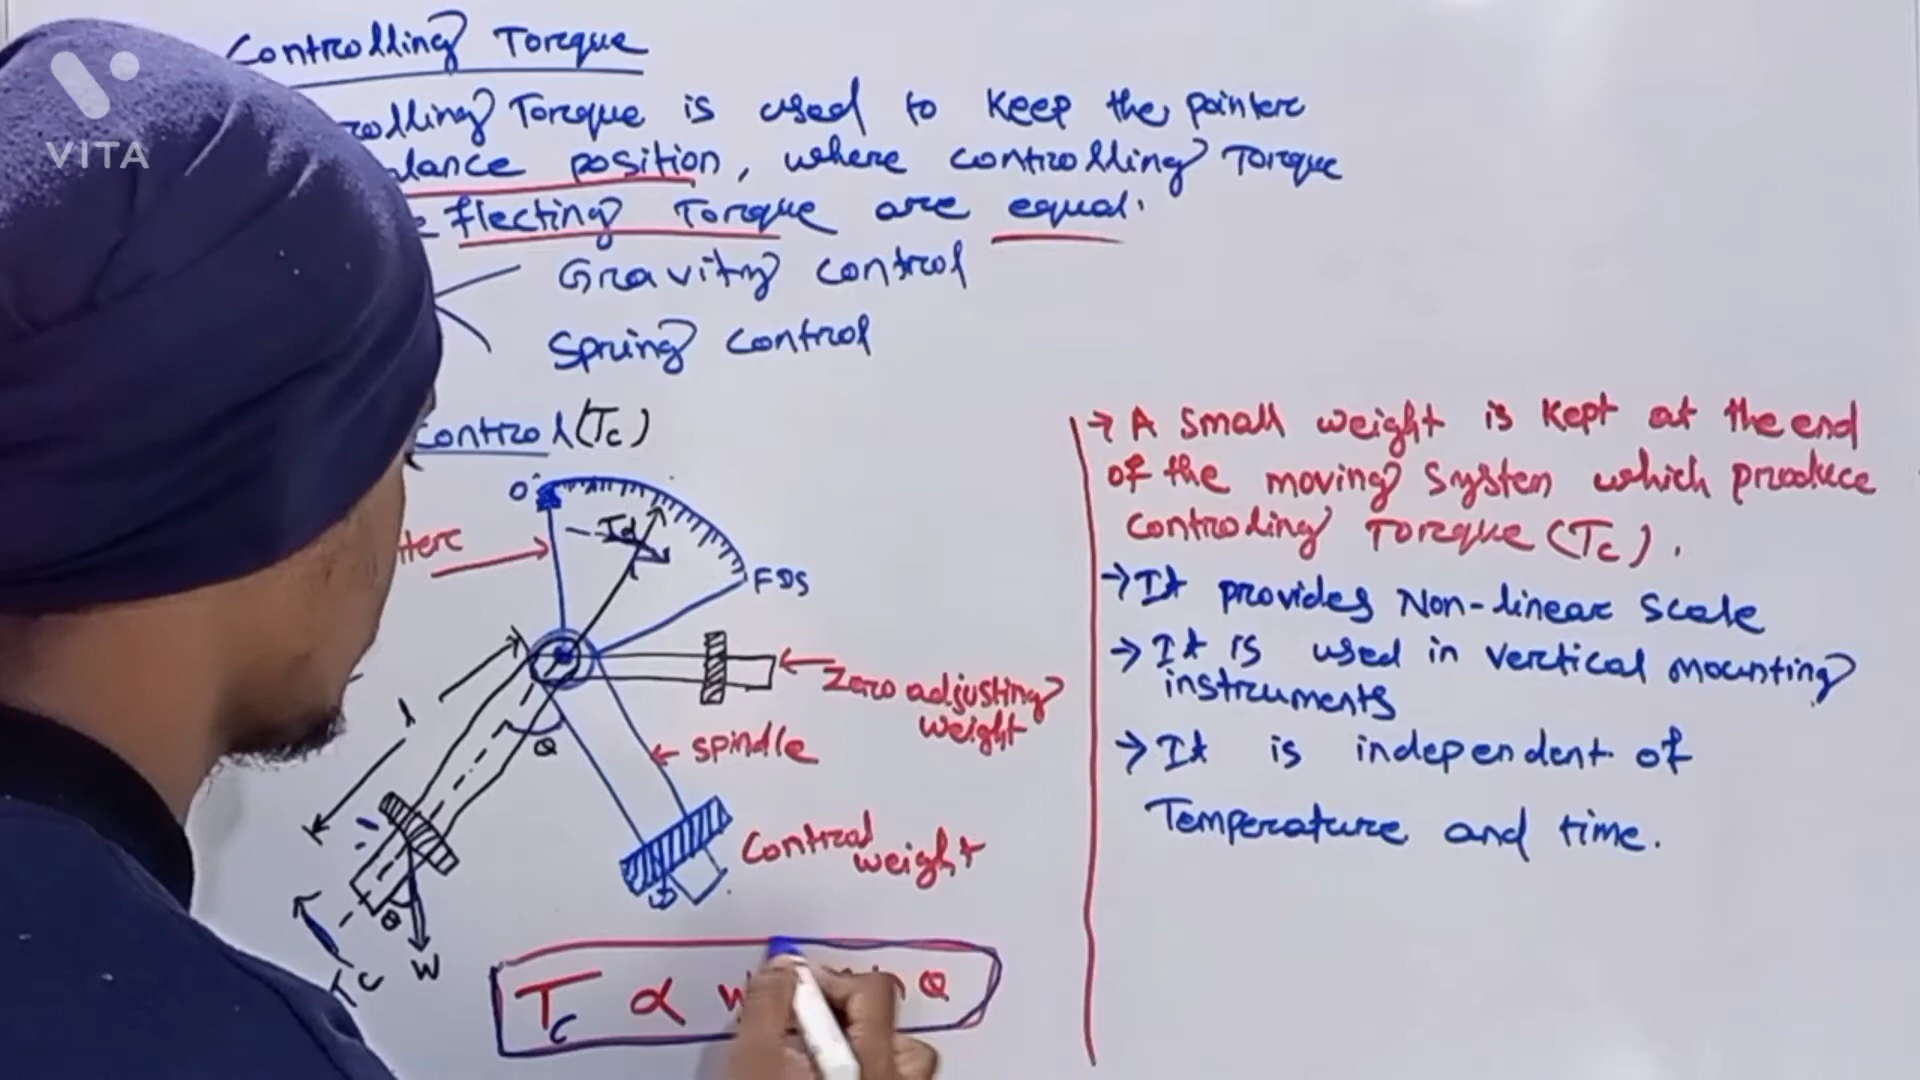 VITA
Controlling Torque
Torque is used to keep the pointer
position, where controlling Torque
flecting Torque are equal.
Gravity control
Spring control
control (Tc)
O
Td
FDS
l
θ
Zero adjusting
weight
← spindle
Control
weight
θ
W
Tc
Tc ∝ θ
→ A small weight is kept at the end
of the moving system which produce
controlling Torque (Tc).
→ It provides Non-linear scale
→ It is used in vertical mounting
instruments
→ It is independent of
Temperature and time.